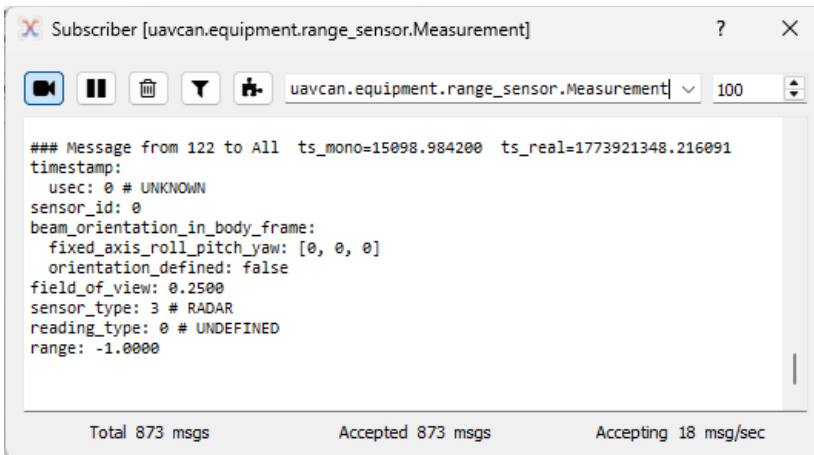 Subscriber [uavcan.equipment.range_sensor.Measurement] ?
uavcan.equipment.range_sensor.Measurement 100
### Message from 122 to All  ts_mono=15098.984200  ts_real=1773921348.216091
timestamp:
  usec: 0 # UNKNOWN
sensor_id: 0
beam_orientation_in_body_frame:
  fixed_axis_roll_pitch_yaw: [0, 0, 0]
  orientation_defined: false
field_of_view: 0.2500
sensor_type: 3 # RADAR
reading_type: 0 # UNDEFINED
range: -1.0000
Total 873 msgs Accepted 873 msgs Accepting 18 msg/sec